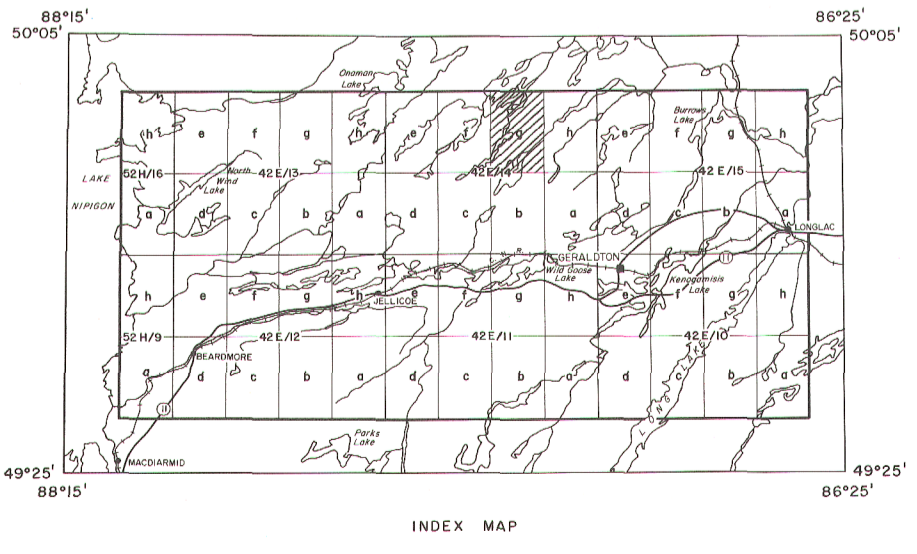 88°15'
86°25'
50°05'
50°05'
Onaman
Lake
Burrows
Lake
h e f g h e f g h e f g h
52H/16 42E/13 42E/14 42E/15
LAKE
NIPIGON
North
Wind
Lake
a d c b a d c b a d c b a
LONGLAC
C N R
GERALDTON
11
Wild Goose
Lake
Kenogamisis
Lake
h e f g h e f g h e f g h
JELLICOE
52H/9 42E/12 42E/11 42E/10
BEARDMORE
a d c b a d c b a d c b a
LONG LAKE
11
Parks
Lake
MACDIARMID
49°25'
49°25'
88°15'
86°25'
INDEX MAP